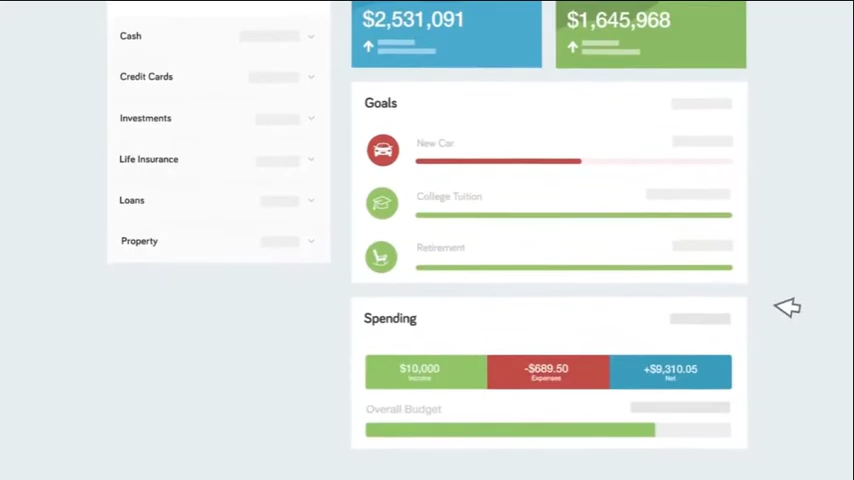 $2,531,091
$1,645,968
Cash
Credit Cards
Investments
Life Insurance
Loans
Property
Goals
New Car
College Tuition
Retirement
Spending
$10,000
Income
-$689.50
Expenses
+$9,310.05
Net
Overall Budget